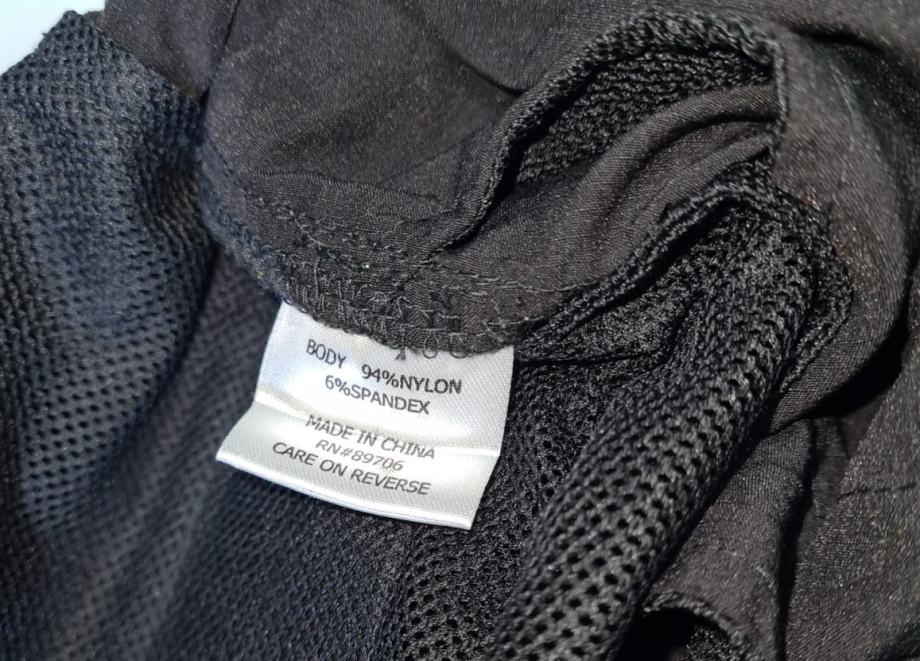 BODY 94%NYLON
6%SPANDEX
MADE IN CHINA
RN#89706
CARE ON REVERSE